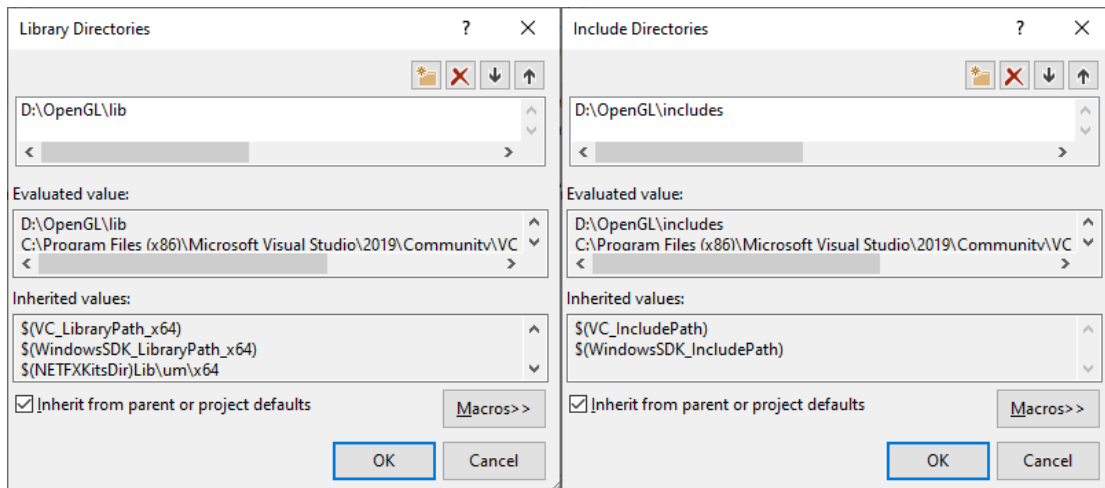 Library Directories
?
D:\OpenGL\lib
Evaluated value:
D:\OpenGL\lib
C:\Program Files (x86)\Microsoft Visual Studio\2019\Community\VC
Inherited values:
$(VC_LibraryPath_x64)
$(WindowsSDK_LibraryPath_x64)
$(NETFXKitsDir)Lib\um\x64
Inherit from parent or project defaults
Macros>>
OK
Cancel
Include Directories
?
D:\OpenGL\includes
Evaluated value:
D:\OpenGL\includes
C:\Program Files (x86)\Microsoft Visual Studio\2019\Community\VC
Inherited values:
$(VC_IncludePath)
$(WindowsSDK_IncludePath)
Inherit from parent or project defaults
Macros>>
OK
Cancel